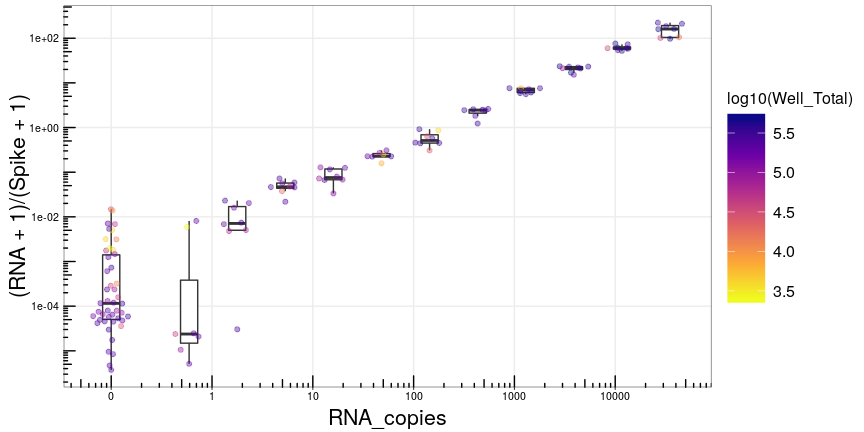 (RNA + 1)/(Spike + 1)
1e+02
1e+00
1e-02
1e-04
0
1
10
100
1000
10000
RNA_copies
log10(Well_Total)
5.5
5.0
4.5
4.0
3.5